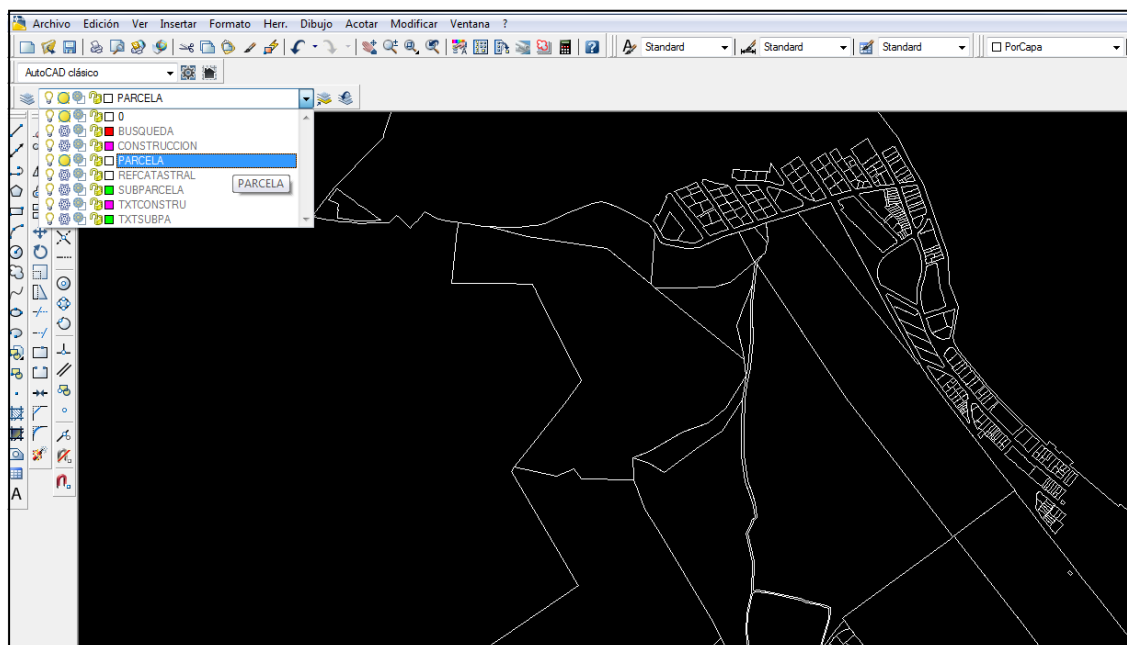 Archivo Edición Ver Insertar Formato Herr. Dibujo Acotar Modificar Ventana ?
Standard Standard Standard PorCapa
AutoCAD clásico
PARCELA
0
BUSQUEDA
CONSTRUCCION
PARCELA
REFCATASTRAL
PARCELA
SUBPARCELA
TXTCONSTRU
TXTSUBPA
A